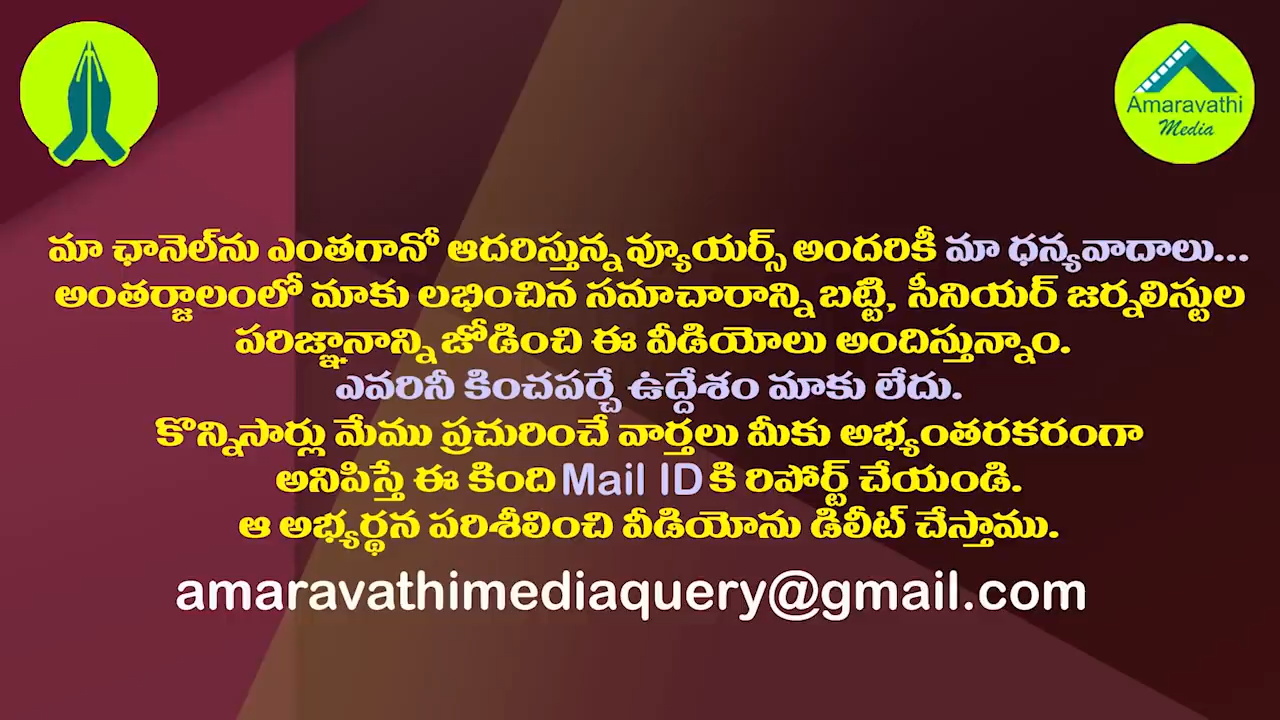 Amaravathi
Media
మా ఛానెల్‌ను ఎంతగానో ఆదరిస్తున్న వ్యూయర్స్ అందరికీ మా ధన్యవాదాలు...
అంతర్జాలంలో మాకు లభించిన సమాచారాన్ని బట్టి, సీనియర్ జర్నలిస్టుల
పరిజ్ఞానాన్ని జోడించి ఈ వీడియోలు అందిస్తున్నాం.
ఎవరినీ కించపర్చే ఉద్దేశం మాకు లేదు.
కొన్నిసార్లు మేము ప్రచురించే వార్తలు మీకు అభ్యంతరకరంగా
అనిపిస్తే ఈ కింది Mail ID కి రిపోర్ట్ చేయండి.
ఆ అభ్యర్థన పరిశీలించి వీడియోను డిలీట్ చేస్తాము.
amaravathimediaquery@gmail.com